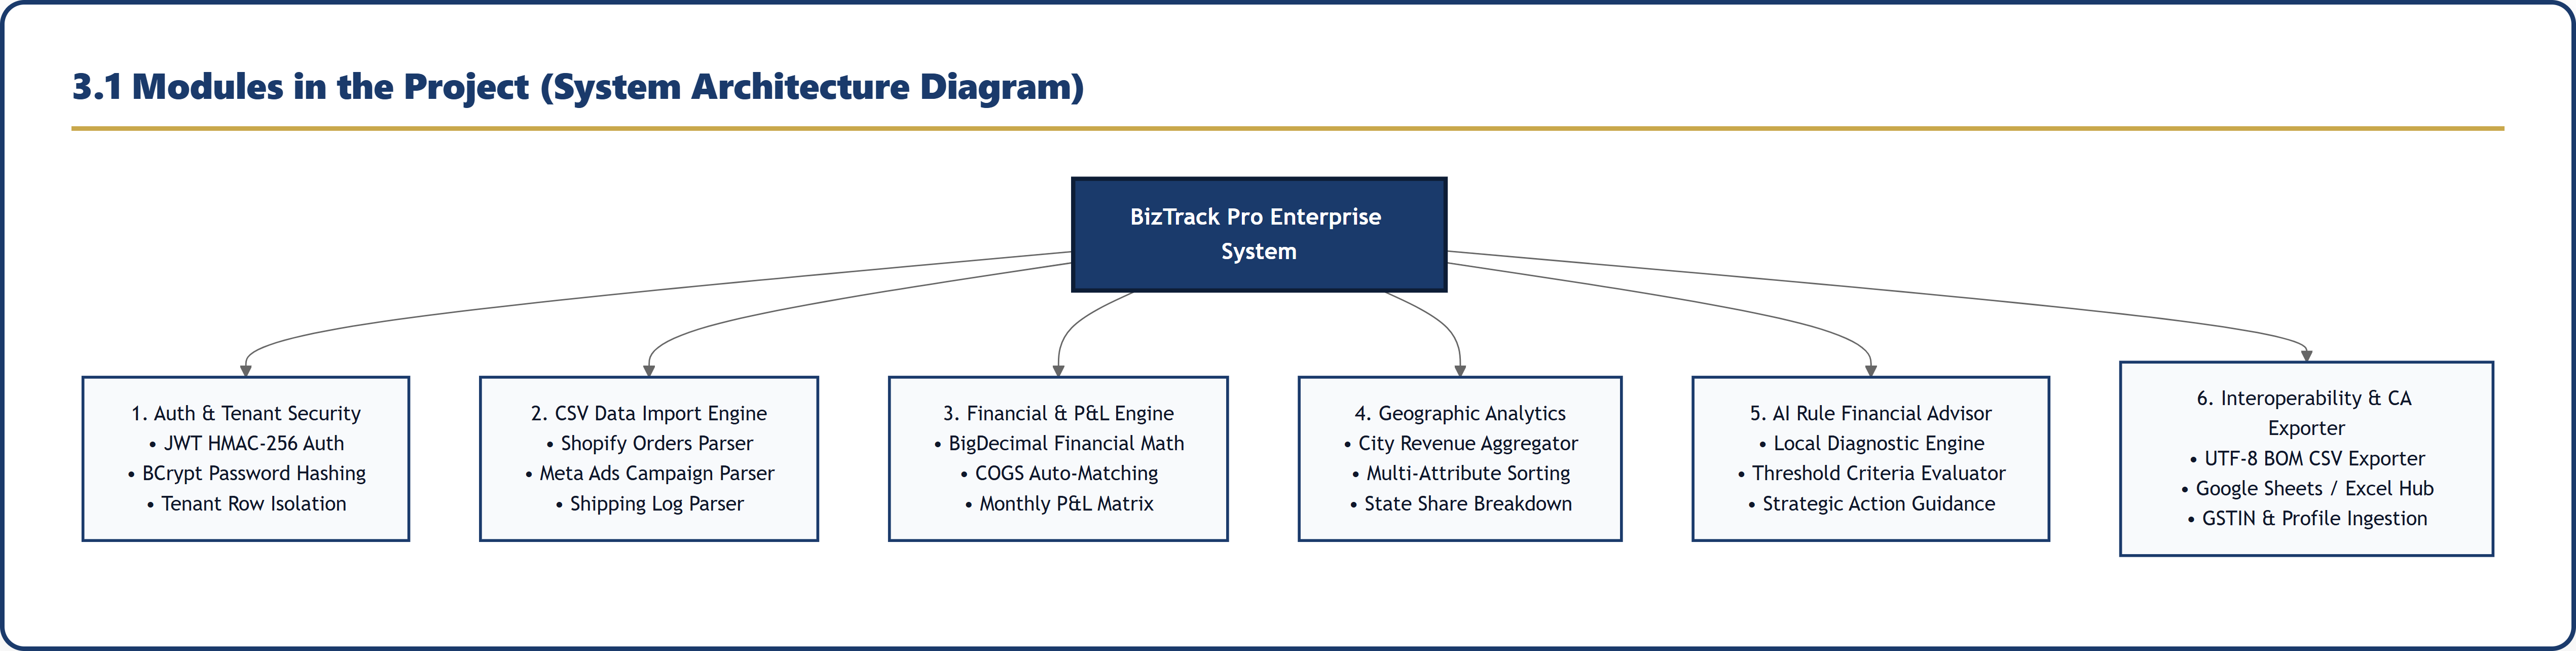 3.1 Modules in the Project (System Architecture Diagram)
BizTrack Pro Enterprise
System
1. Auth & Tenant Security
• JWT HMAC-256 Auth
• BCrypt Password Hashing
• Tenant Row Isolation
2. CSV Data Import Engine
• Shopify Orders Parser
• Meta Ads Campaign Parser
• Shipping Log Parser
3. Financial & P&L Engine
• BigDecimal Financial Math
• COGS Auto-Matching
• Monthly P&L Matrix
4. Geographic Analytics
• City Revenue Aggregator
• Multi-Attribute Sorting
• State Share Breakdown
5. AI Rule Financial Advisor
• Local Diagnostic Engine
• Threshold Criteria Evaluator
• Strategic Action Guidance
6. Interoperability & CA
Exporter
• UTF-8 BOM CSV Exporter
• Google Sheets / Excel Hub
• GSTIN & Profile Ingestion